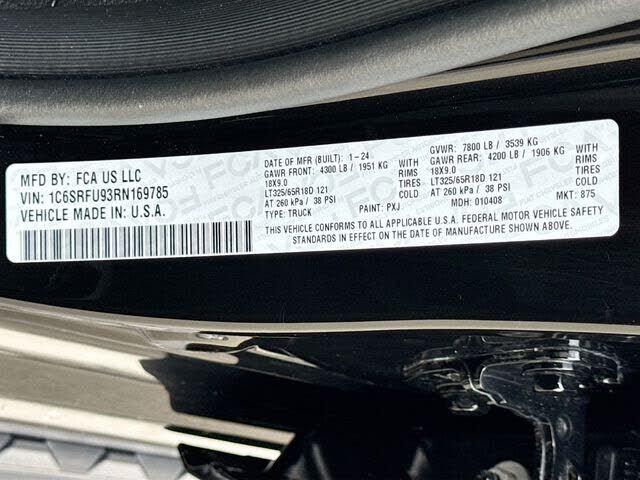 MFD BY: FCA US LLC
VIN: 1C6SRFU93RN169785
VEHICLE MADE IN U.S.A.
DATE OF MFR (BUILT): 1-24
GVWR: 7800 LB / 3539 KG
GAWR FRONT: 4300 LB / 1951 KG WITH
18X9.0 RIMS
LT325/65R18D 121 TIRES
AT 260 kPa / 38 PSI COLD
GAWR REAR: 4200 LB / 1906 KG WITH
18X9.0 RIMS
LT325/65R18D 121 TIRES
AT 260 kPa / 38 PSI COLD
TYPE: TRUCK PAINT: PXJ MDH: 010408 MKT: 875
THIS VEHICLE CONFORMS TO ALL APPLICABLE U.S.A. FEDERAL MOTOR VEHICLE SAFETY
STANDARDS IN EFFECT ON THE DATE OF MANUFACTURE SHOWN ABOVE.